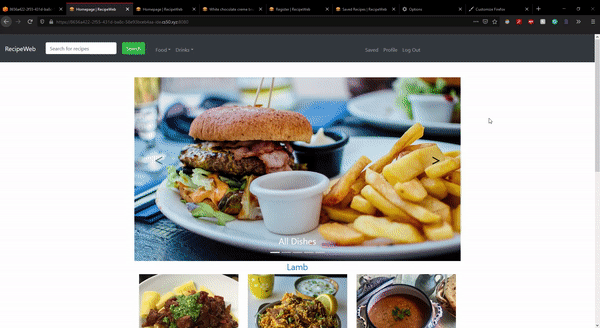 Homepage | RecipeWeb
Homepage | RecipeWeb
White chocolate creme b
Register | RecipeWeb
Saved Recipes | RecipeWeb
Options
Customize Firefox
RecipeWeb
Search for recipes
Search
Food
Drinks
Saved
Profile
Log Out
<
>
All Dishes
Lamb